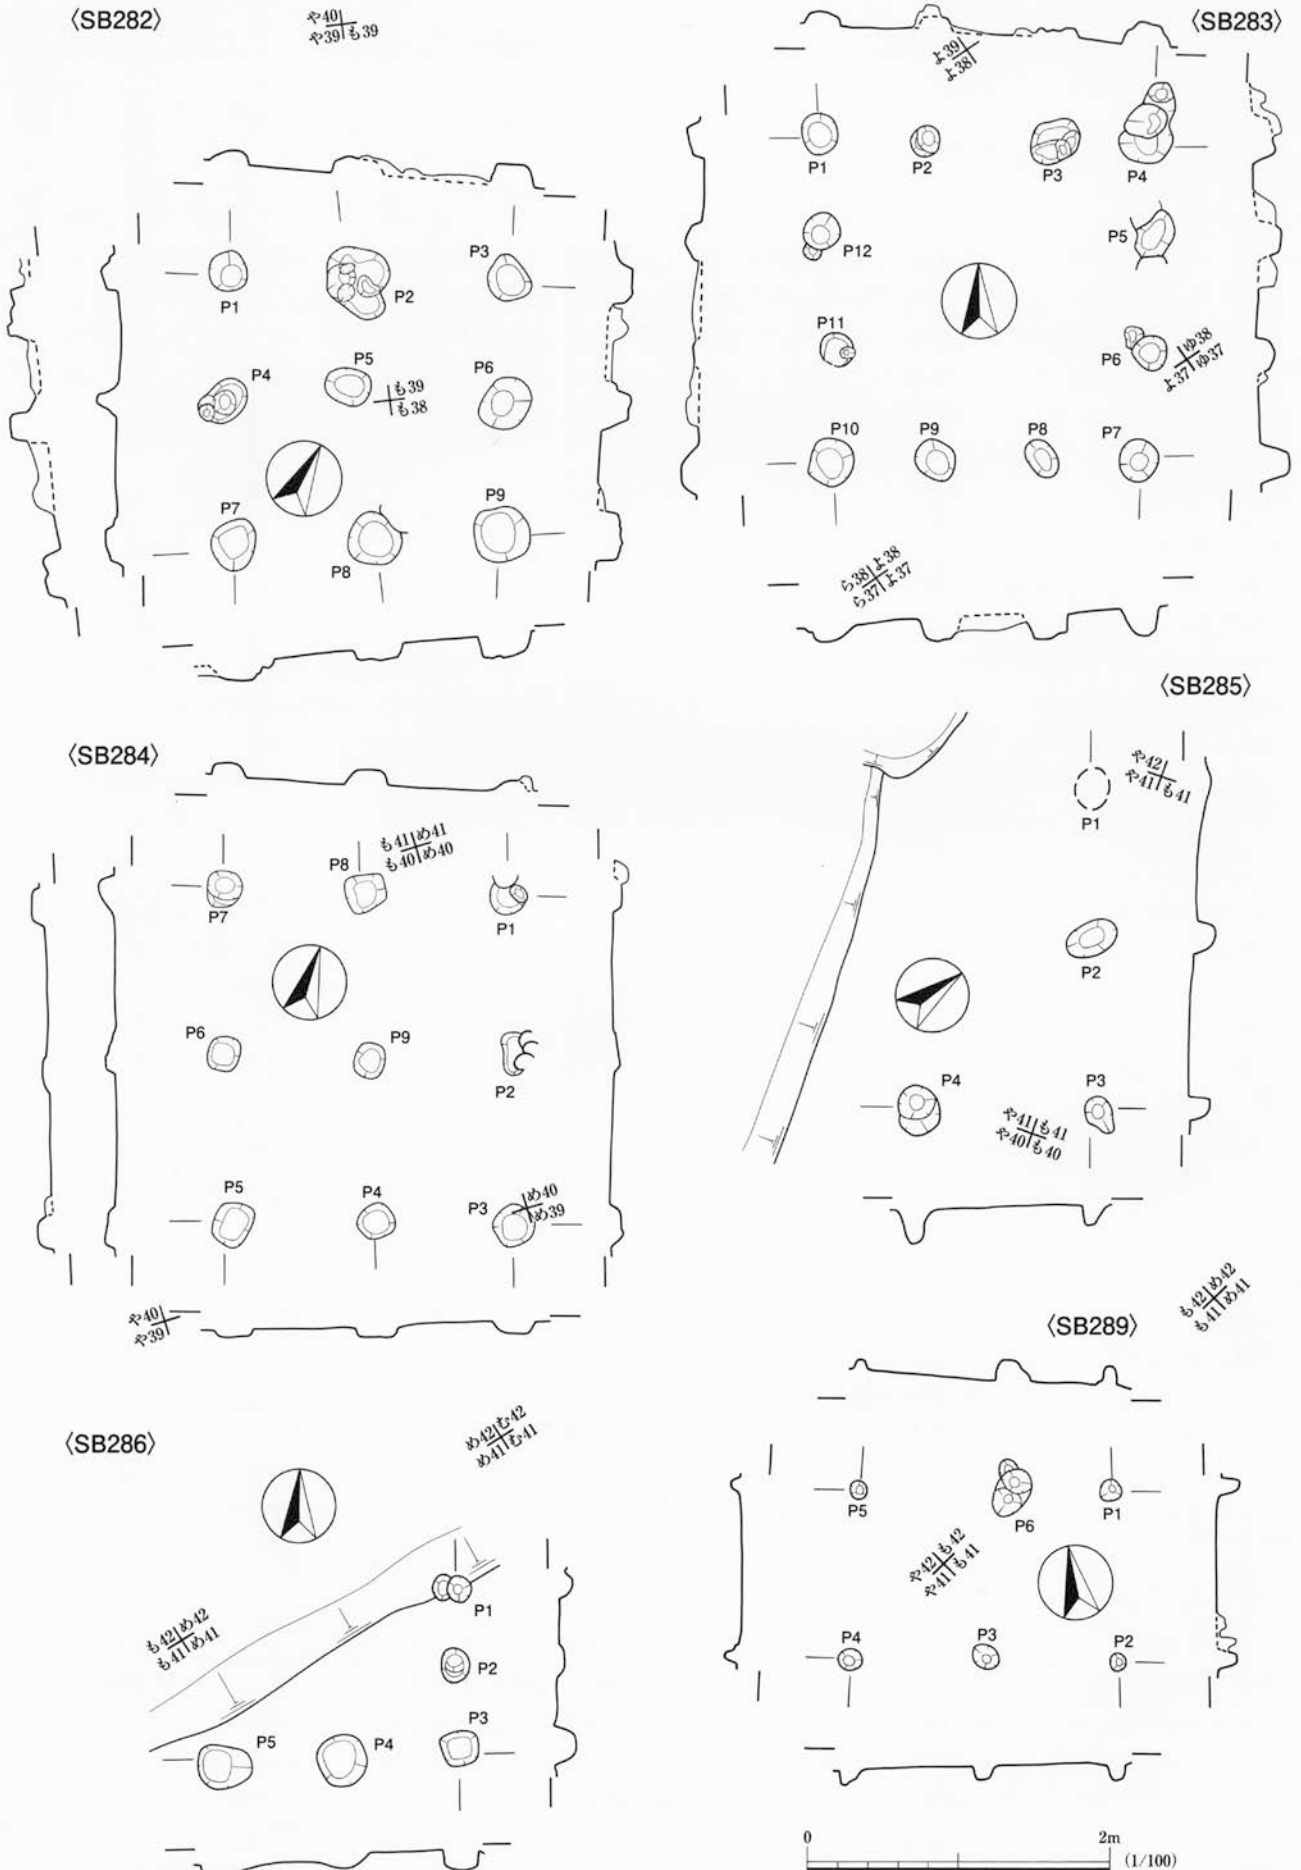 〈SB282〉
や40
や39 も39
P1
P2
P3
P4
P5
も39
も38
P6
P7
P8
P9
〈SB283〉
よ39
よ38
P1
P2
P3
P4
P12
P5
P11
P6
ゆ38
よ37 ゆ37
P10
P9
P8
P7
ら38 よ38
ら37 よ37
〈SB284〉
も41 め41
も40 め40
P7
P8
P1
P6
P9
P2
P5
P4
P3
め40
め39
や40
や39
〈SB285〉
や42
や41 も41
P1
P2
P4
P3
や41 も41
や40 も40
〈SB286〉
め42 む42
め41 む41
も42 め42
も41 め41
P1
P2
P3
P5
P4
〈SB289〉
も42 め42
も41 め41
P5
P6
P1
や42 も42
や41 も41
P4
P3
P2
0 2m
(1/100)